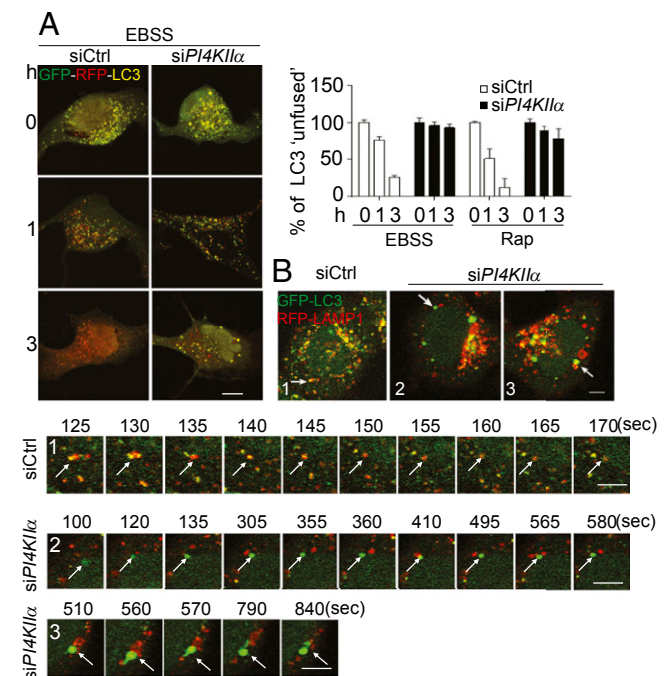 A
EBSS
siCtrl siPI4KIIα
h GFP-RFP-LC3
0
1
3
% of LC3 'unfused'
150
100
50
0
siCtrl
siPI4KIIα
h 0 1 3 0 1 3 0 1 3 0 1 3
EBSS Rap
B
siCtrl siPI4KIIα
GFP-LC3
RFP-LAMP1
1 2 3
125 130 135 140 145 150 155 160 165 170(sec)
siCtrl
1
100 120 135 305 355 360 410 495 565 580(sec)
siPI4KIIα
2
510 560 570 790 840(sec)
siPI4KIIα
3